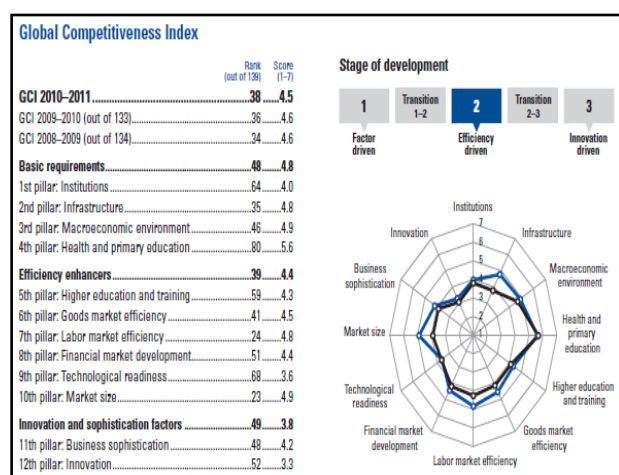 Global Competitiveness Index
Rank Score
(out of 139) (1–7)
GCI 2010–2011......38......4.5
GCI 2009–2010 (out of 133)......36......4.6
GCI 2008–2009 (out of 134)......34......4.6
Basic requirements......48......4.8
1st pillar: Institutions......64......4.0
2nd pillar: Infrastructure......35......4.8
3rd pillar: Macroeconomic environment......46......4.9
4th pillar: Health and primary education......80......5.6
Efficiency enhancers......39......4.4
5th pillar: Higher education and training......59......4.3
6th pillar: Goods market efficiency......41......4.5
7th pillar: Labor market efficiency......24......4.8
8th pillar: Financial market development......51......4.4
9th pillar: Technological readiness......68......3.6
10th pillar: Market size......23......4.9
Innovation and sophistication factors......49......3.8
11th pillar: Business sophistication......48......4.2
12th pillar: Innovation......52......3.3
Stage of development
1
Transition
1–2
2
Transition
2–3
3
Factor
driven
Efficiency
driven
Innovation
driven
Institutions
Infrastructure
Macroeconomic
environment
Health and
primary
education
Higher education
and training
Goods market
efficiency
Labor market efficiency
Financial market
development
Technological
readiness
Market size
Business
sophistication
Innovation
7
6
5
4
3
2
1